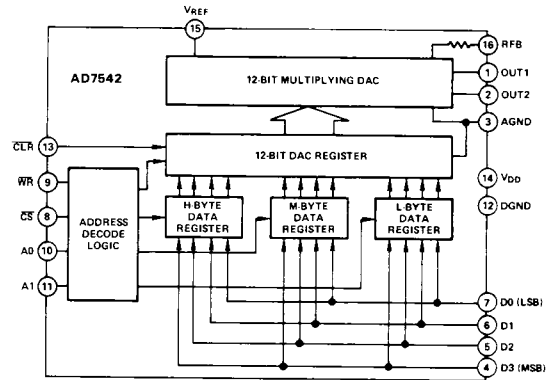 VREF
15
AD7542
RFB
16
12-BIT MULTIPLYING DAC
1
OUT1
2
OUT2
3
AGND
CLR
13
12-BIT DAC REGISTER
WR
9
14
VDD
CS
8
ADDRESS
DECODE
LOGIC
H-BYTE
DATA
REGISTER
M-BYTE
DATA
REGISTER
L-BYTE
DATA
REGISTER
12
DGND
A0
10
A1
11
7
D0 (LSB)
6
D1
5
D2
4
D3 (MSB)